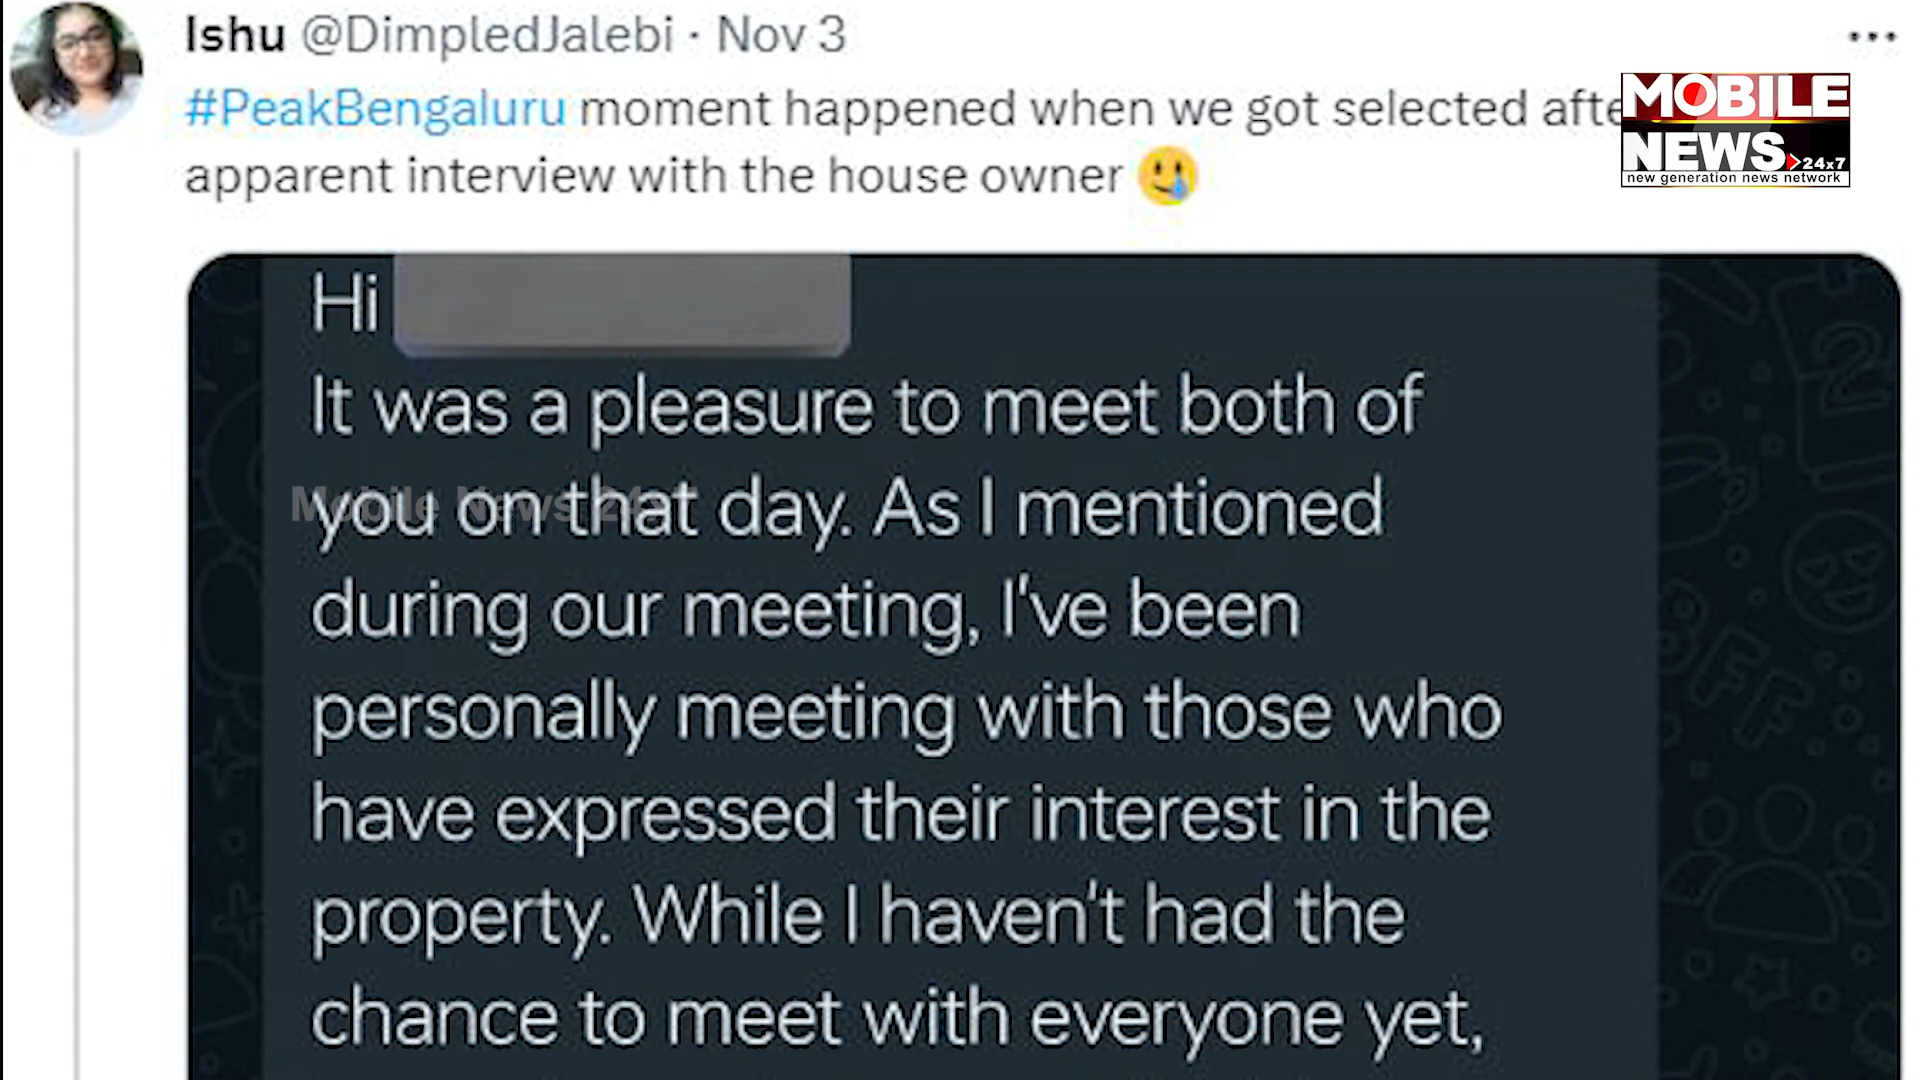 Ishu @DimpledJalebi · Nov 3
#PeakBengaluru moment happened when we got selected afte
apparent interview with the house owner
MOBILE
NEWS 24x7
new generation news network
Hi
It was a pleasure to meet both of
you on that day. As I mentioned
during our meeting, I've been
personally meeting with those who
have expressed their interest in the
property. While I haven't had the
chance to meet with everyone yet,
Mobile News 24